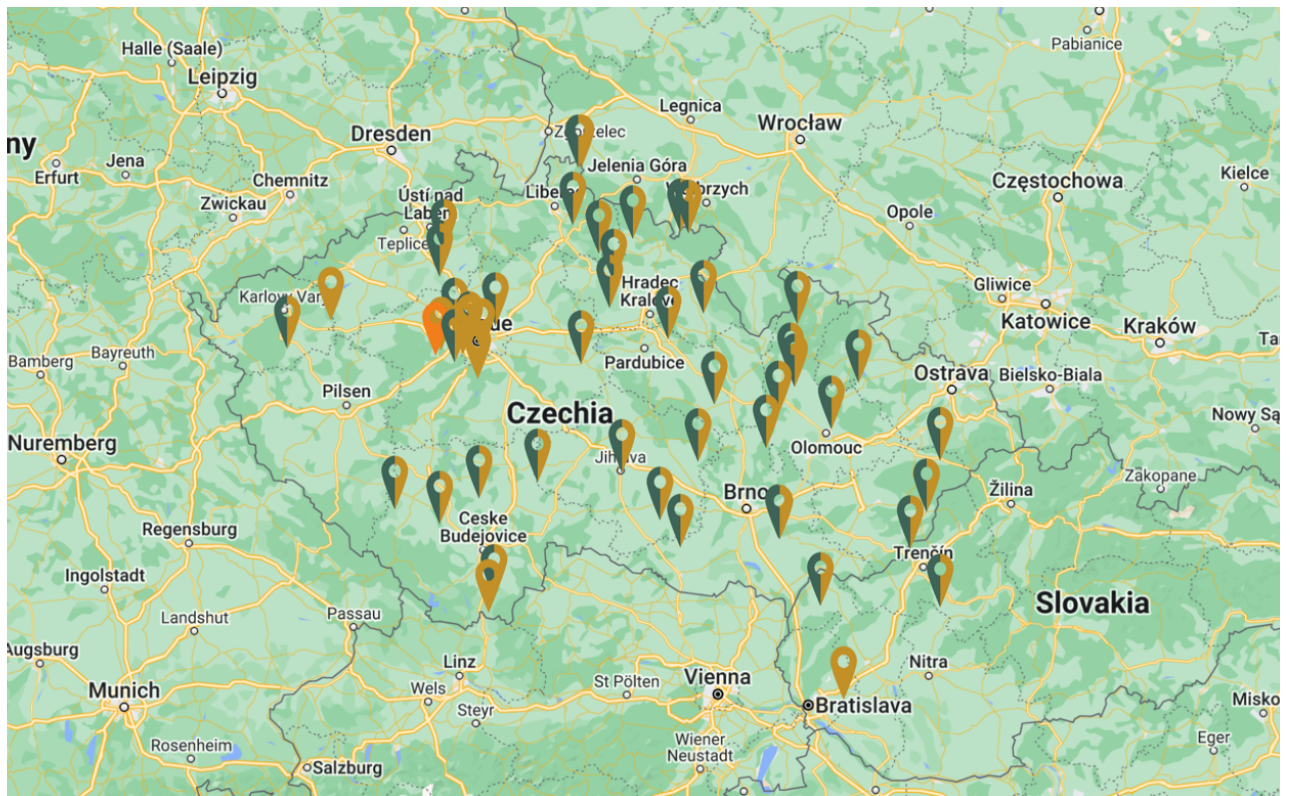 Halle (Saale)
Leipzig
Pabianice
Legnica
Wrocław
Dresden
ny
Erfurt
Jena
Chemnitz
Zwickau
Jelenia Góra
Częstochowa
Kielce
Ústí nad
Labem
Teplice
Opole
Karlovy Var
Hradec
Králové
Gliwice
Katowice
Kraków
Ta
Bamberg
Bayreuth
Pardubice
Pilsen
Ostrava
Bielsko-Biala
Czechia
Nowy Są
Nuremberg
Olomouc
Jihlava
Zakopane
Žilina
Brno
Regensburg
Ceske
Budejovice
Trenčín
Ingolstadt
Slovakia
Landshut
Passau
Augsburg
Linz
Nitra
Munich
Wels
St Pölten
Vienna
Bratislava
Misko
Steyr
Rosenheim
Wiener
Neustadt
Eger
Salzburg